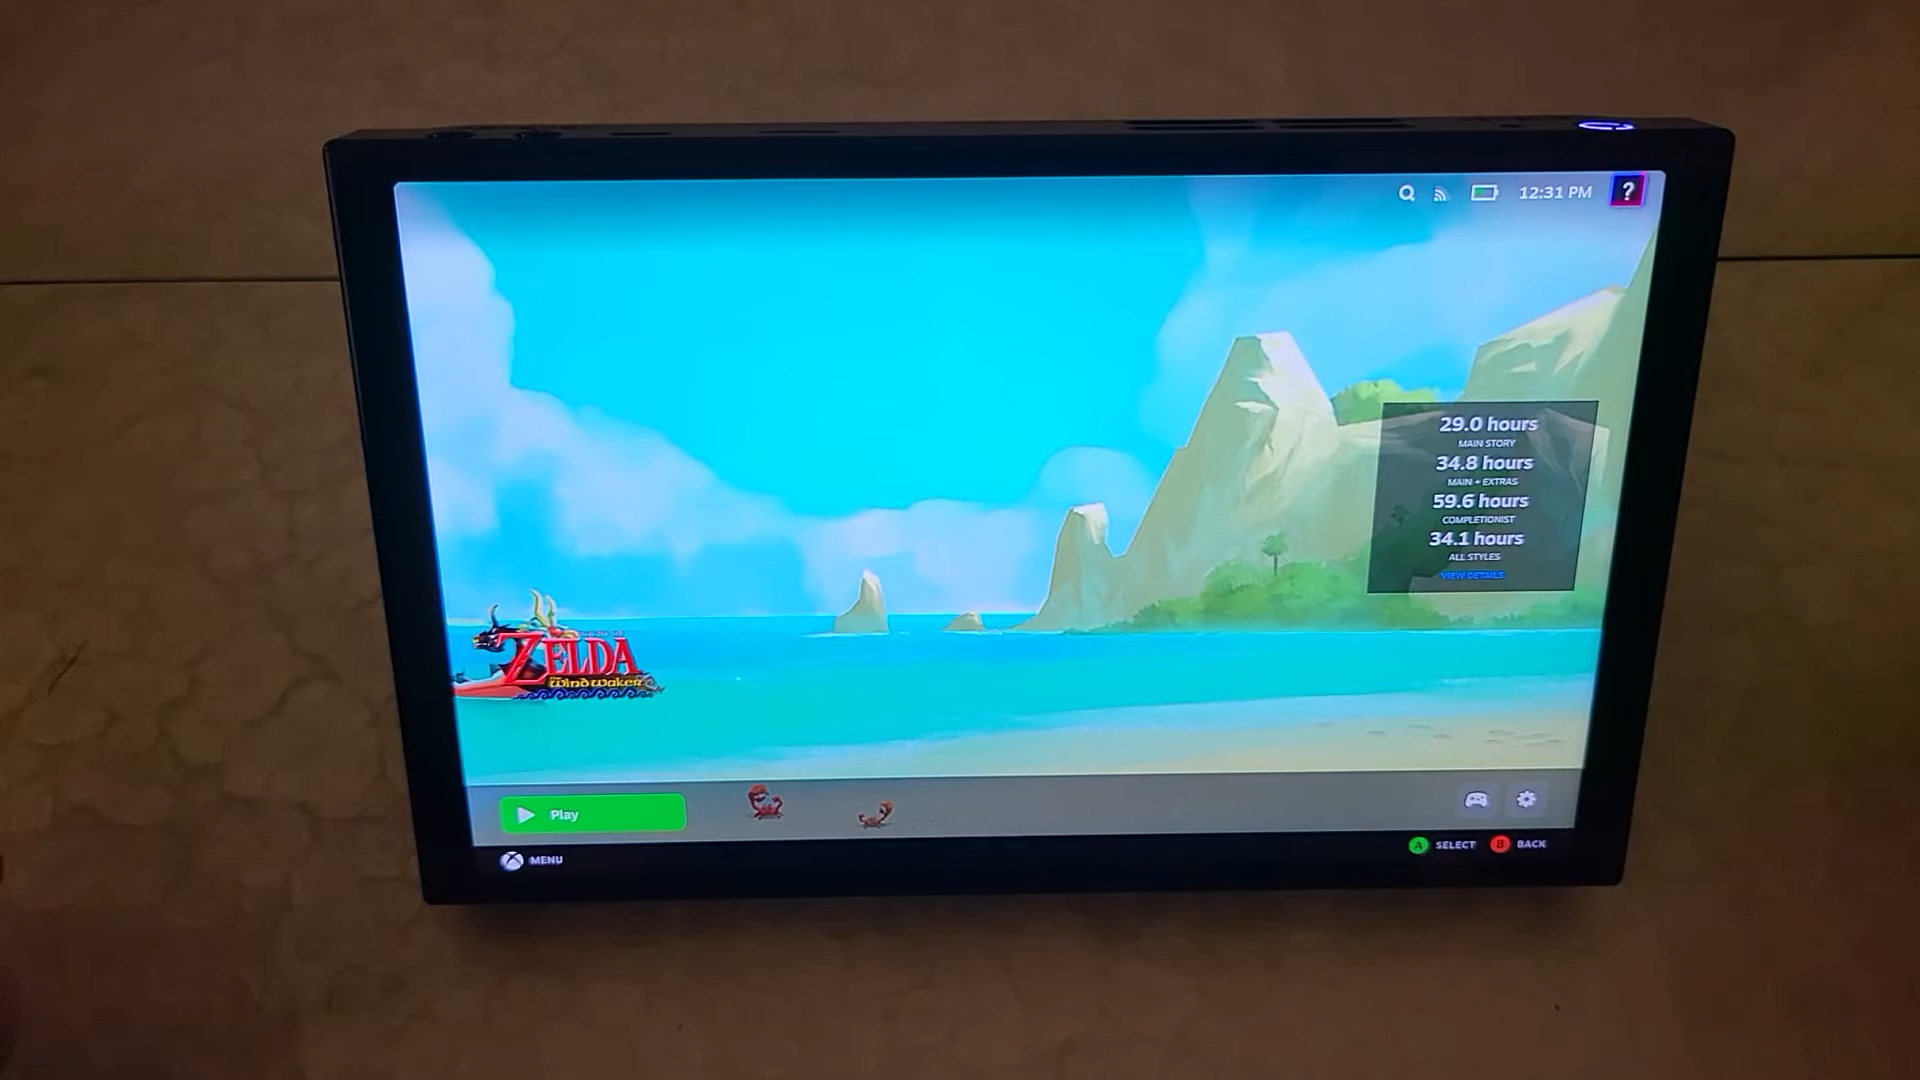 12:31 PM
?
29.0 hours
MAIN STORY
34.8 hours
MAIN + EXTRAS
59.6 hours
COMPLETIONIST
34.1 hours
ALL STYLES
VIEW DETAILS
ZELDA
THE Wind Waker
Play
MENU
A SELECT B BACK